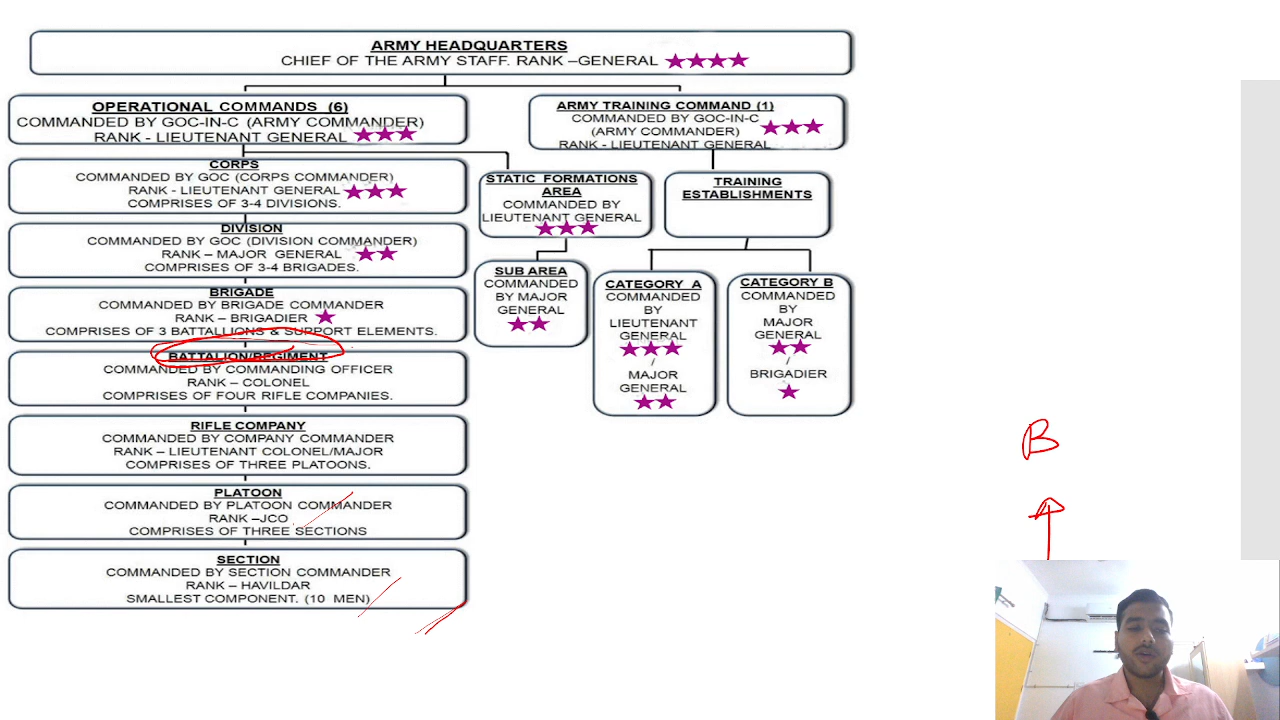 ARMY HEADQUARTERS
CHIEF OF THE ARMY STAFF. RANK –GENERAL
OPERATIONAL COMMANDS (6)
COMMANDED BY GOC-IN-C (ARMY COMMANDER)
RANK - LIEUTENANT GENERAL
ARMY TRAINING COMMAND (1)
COMMANDED BY GOC-IN-C
(ARMY COMMANDER)
RANK - LIEUTENANT GENERAL
CORPS
COMMANDED BY GOC (CORPS COMMANDER)
RANK - LIEUTENANT GENERAL
COMPRISES OF 3-4 DIVISIONS.
STATIC FORMATIONS
AREA
COMMANDED BY
LIEUTENANT GENERAL
TRAINING
ESTABLISHMENTS
DIVISION
COMMANDED BY GOC (DIVISION COMMANDER)
RANK – MAJOR GENERAL
COMPRISES OF 3-4 BRIGADES.
SUB AREA
COMMANDED
BY MAJOR
GENERAL
CATEGORY A
COMMANDED
BY
LIEUTENANT
GENERAL
/
MAJOR
GENERAL
CATEGORY B
COMMANDED
BY
MAJOR
GENERAL
/
BRIGADIER
BRIGADE
COMMANDED BY BRIGADE COMMANDER
RANK – BRIGADIER
COMPRISES OF 3 BATTALLIONS & SUPPORT ELEMENTS.
BATTALION/REGIMENT
COMMANDED BY COMMANDING OFFICER
RANK – COLONEL
COMPRISES OF FOUR RIFLE COMPANIES.
RIFLE COMPANY
COMMANDED BY COMPANY COMMANDER
RANK – LIEUTENANT COLONEL/MAJOR
COMPRISES OF THREE PLATOONS.
PLATOON
COMMANDED BY PLATOON COMMANDER
RANK –JCO
COMPRISES OF THREE SECTIONS
SECTION
COMMANDED BY SECTION COMMANDER
RANK – HAVILDAR
SMALLEST COMPONENT. (10 MEN)
B